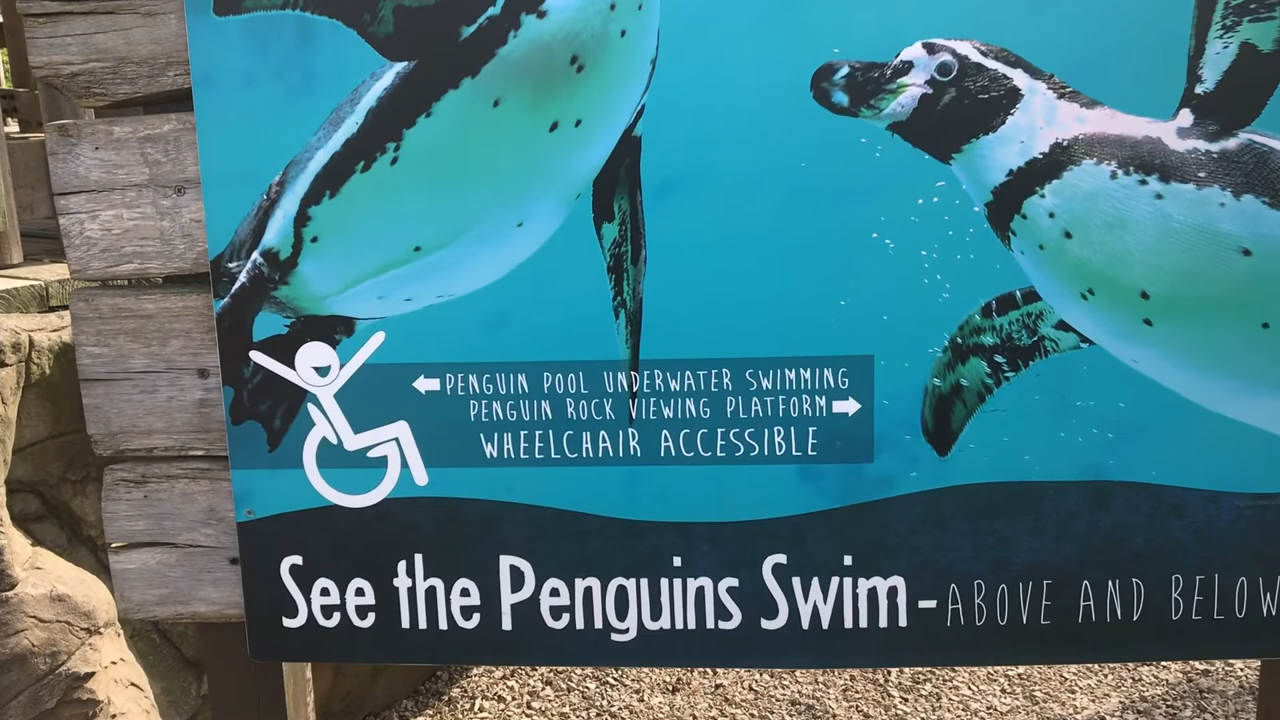 PENGUIN POOL UNDERWATER SWIMMING
PENGUIN ROCK VIEWING PLATFORM
WHEELCHAIR ACCESSIBLE
See the Penguins Swim - ABOVE AND BELOW